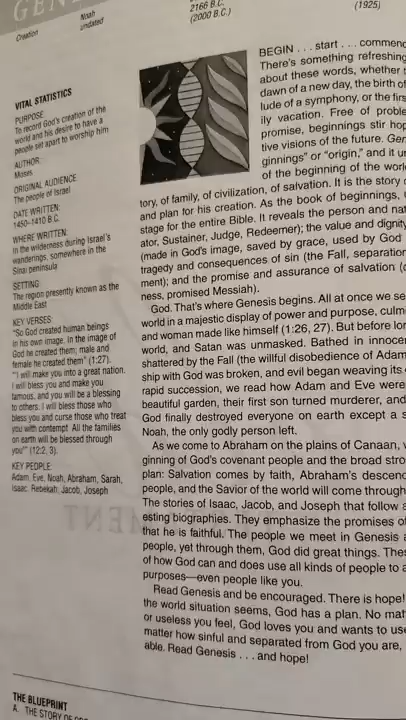 GEN
Creation
Noah
undated
2166 B.C.
(2000 B.C.)
(1925)
VITAL STATISTICS
PURPOSE:
To record God's creation of the
world and his desire to have a
people set apart to worship him
AUTHOR:
Moses
ORIGINAL AUDIENCE:
The people of Israel
DATE WRITTEN:
1450–1410 B.C.
WHERE WRITTEN:
In the wilderness during Israel's
wanderings, somewhere in the
Sinai peninsula
SETTING:
The region presently known as the
Middle East
KEY VERSES:
"So God created human beings
in his own image. In the image of
God he created them; male and
female he created them" (1:27).
"'I will make you into a great nation.
I will bless you and make you
famous, and you will be a blessing
to others. I will bless those who
bless you and curse those who treat
you with contempt. All the families
on earth will be blessed through
you'" (12:2, 3).
KEY PEOPLE:
Adam, Eve, Noah, Abraham, Sarah,
Isaac, Rebekah, Jacob, Joseph
BEGIN . . . start . . . commenc
There's something refreshing
about these words, whether t
dawn of a new day, the birth of
lude of a symphony, or the firs
ily vacation. Free of proble
promise, beginnings stir hop
tive visions of the future. Gen
ginnings" or "origin," and it un
of the beginning of the worl
tory, of family, of civilization, of salvation. It is the story o
and plan for his creation. As the book of beginnings,
stage for the entire Bible. It reveals the person and nat
ator, Sustainer, Judge, Redeemer); the value and dignity
(made in God's image, saved by grace, used by God
tragedy and consequences of sin (the Fall, separation
ment); and the promise and assurance of salvation (
ness, promised Messiah).
God. That's where Genesis begins. All at once we se
world in a majestic display of power and purpose, culm
and woman made like himself (1:26, 27). But before lon
world, and Satan was unmasked. Bathed in innocen
shattered by the Fall (the willful disobedience of Adam
ship with God was broken, and evil began weaving its
rapid succession, we read how Adam and Eve were
beautiful garden, their first son turned murderer, and
God finally destroyed everyone on earth except a s
Noah, the only godly person left.
As we come to Abraham on the plains of Canaan, w
ginning of God's covenant people and the broad stro
plan: Salvation comes by faith, Abraham's descend
people, and the Savior of the world will come through
The stories of Isaac, Jacob, and Joseph that follow a
esting biographies. They emphasize the promises of
that he is faithful. The people we meet in Genesis a
people, yet through them, God did great things. Thes
of how God can and does use all kinds of people to a
purposes—even people like you.
Read Genesis and be encouraged. There is hope!
the world situation seems, God has a plan. No mat
or useless you feel, God loves you and wants to use
matter how sinful and separated from God you are,
able. Read Genesis . . . and hope!
THE BLUEPRINT
A. THE STORY OF